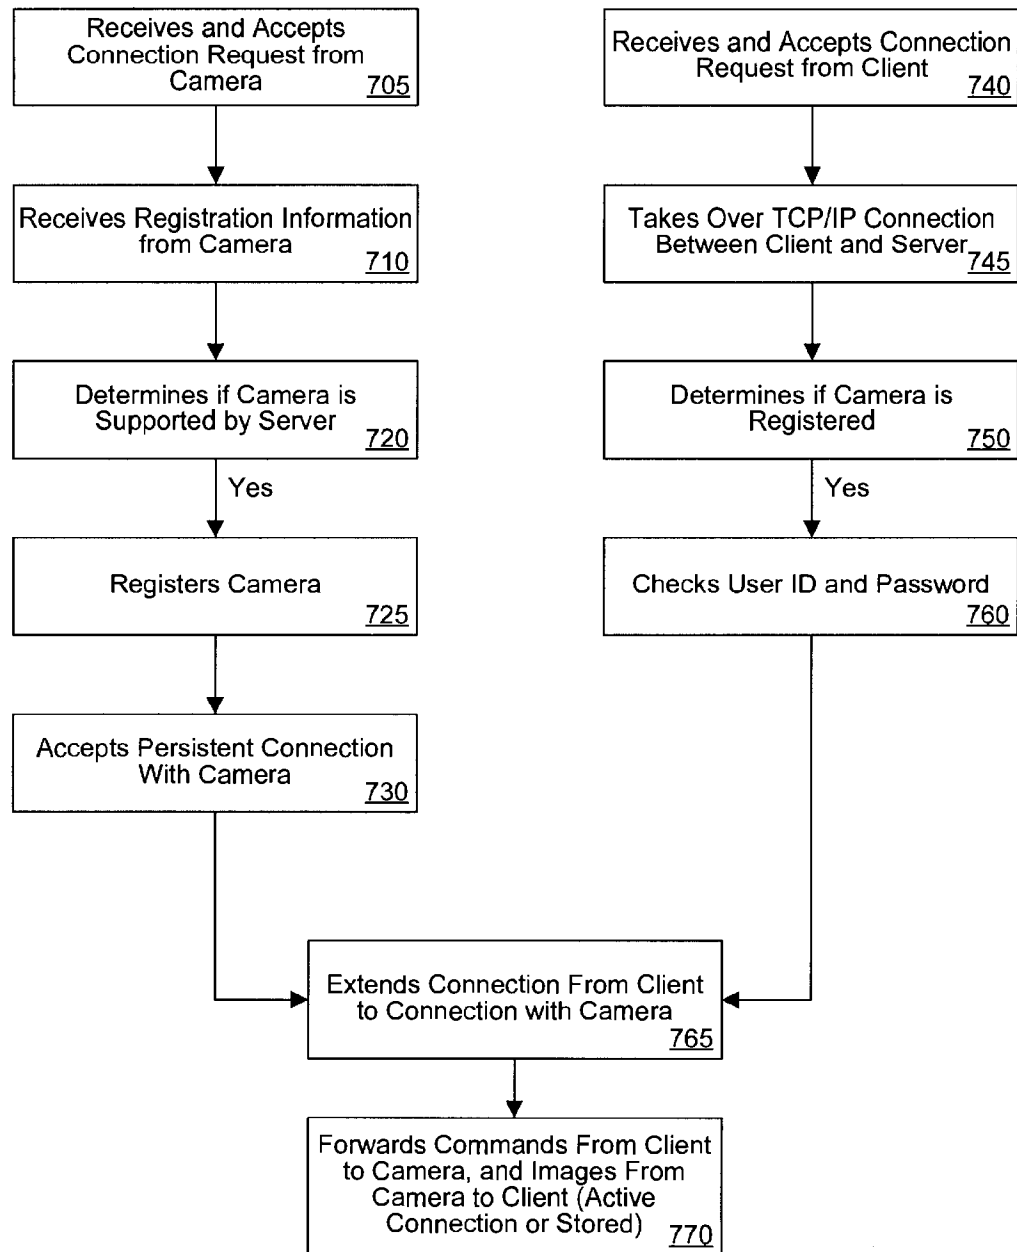 Receives and Accepts
Connection Request from
Camera
705
Receives Registration Information
from Camera
710
Determines if Camera is
Supported by Server
720
Yes
Registers Camera
725
Accepts Persistent Connection
With Camera
730
Receives and Accepts Connection
Request from Client
740
Takes Over TCP/IP Connection
Between Client and Server
745
Determines if Camera is
Registered
750
Yes
Checks User ID and Password
760
Extends Connection From Client
to Connection with Camera
765
Forwards Commands From Client
to Camera, and Images From
Camera to Client (Active
Connection or Stored)
770